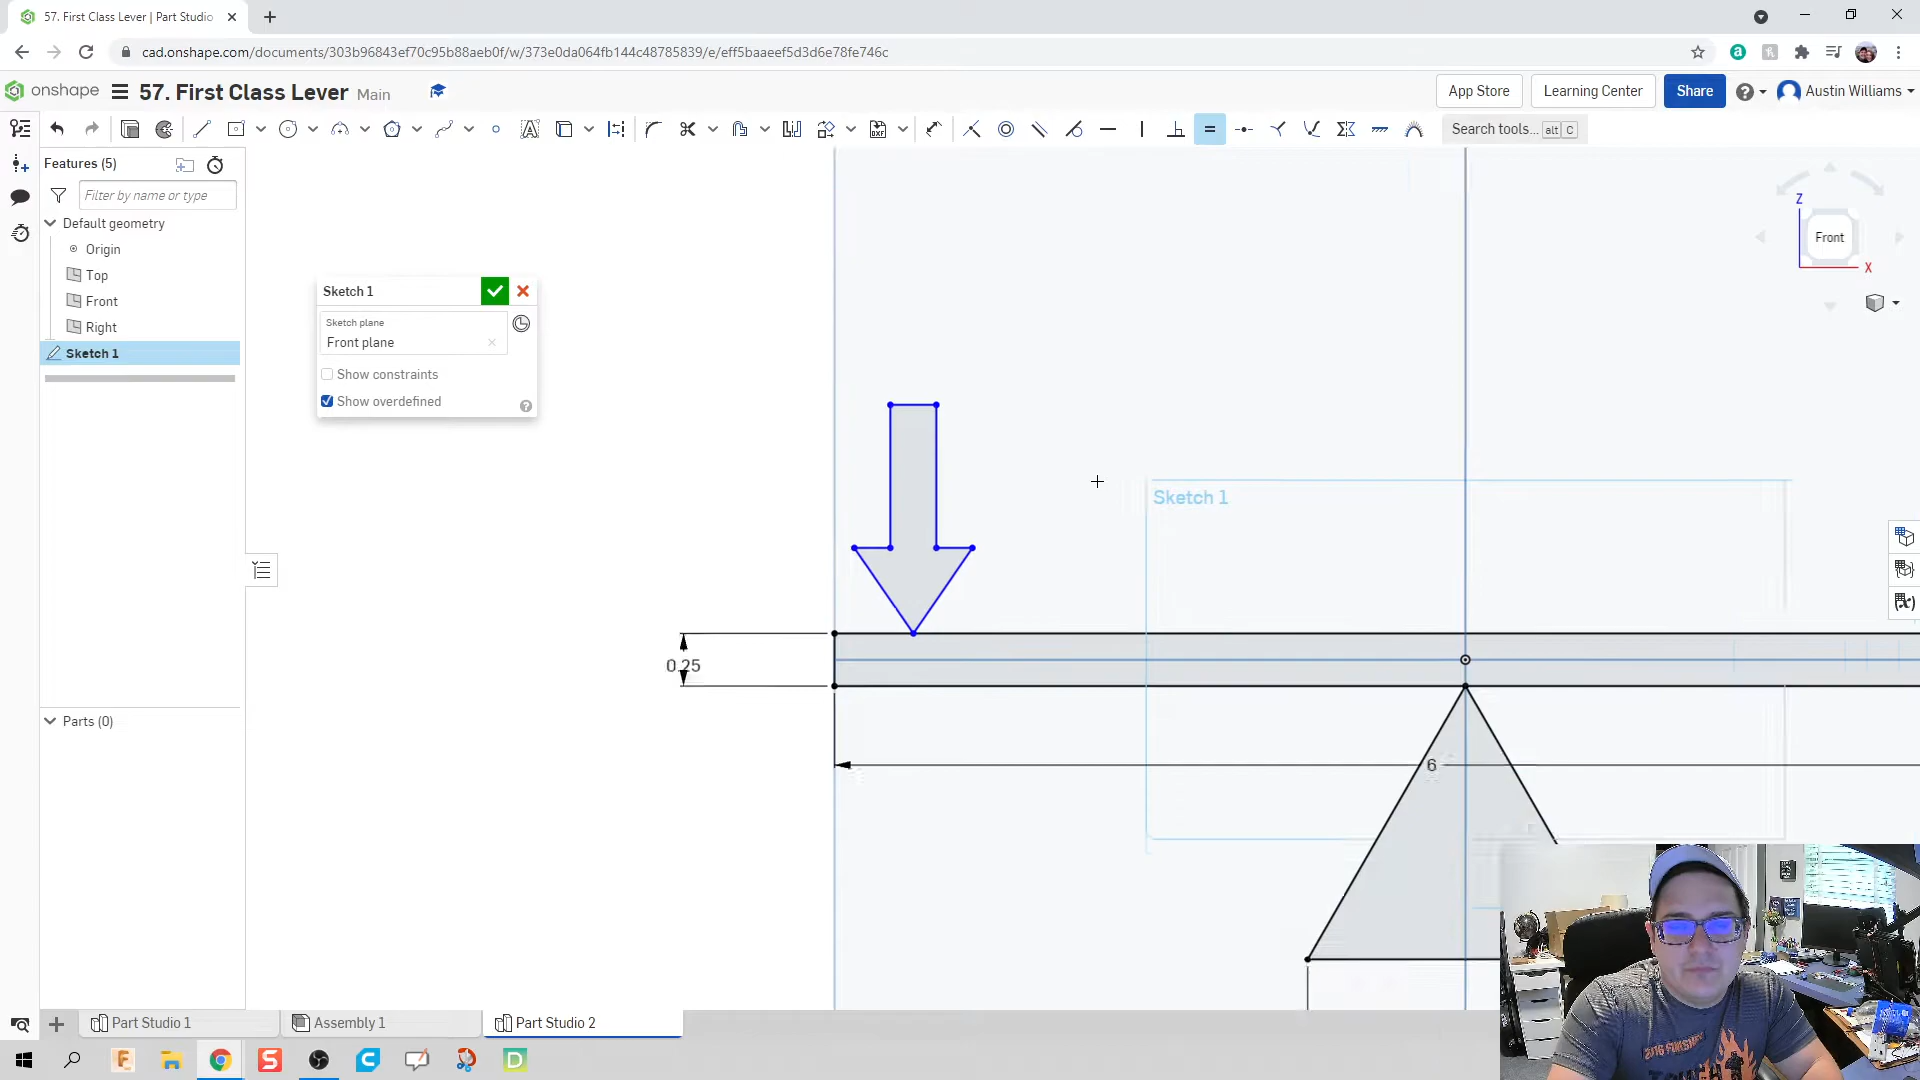 57. First Class Lever | Part Studio
cad.onshape.com/documents/303b96843ef70c95b88aeb0f/w/373e0da064fb144c48785839/e/eff5baaeef5d3d6e78fe746c
onshape
57. First Class Lever Main
App Store
Learning Center
Share
Austin Williams
Search tools... alt C
Features (5)
Filter by name or type
Default geometry
Origin
Top
Front
Right
Sketch 1
Parts (0)
Sketch 1
Sketch plane
Front plane
Show constraints
Show overdefined
Sketch 1
0.25
6
Z
Front
X
Part Studio 1
Assembly 1
Part Studio 2